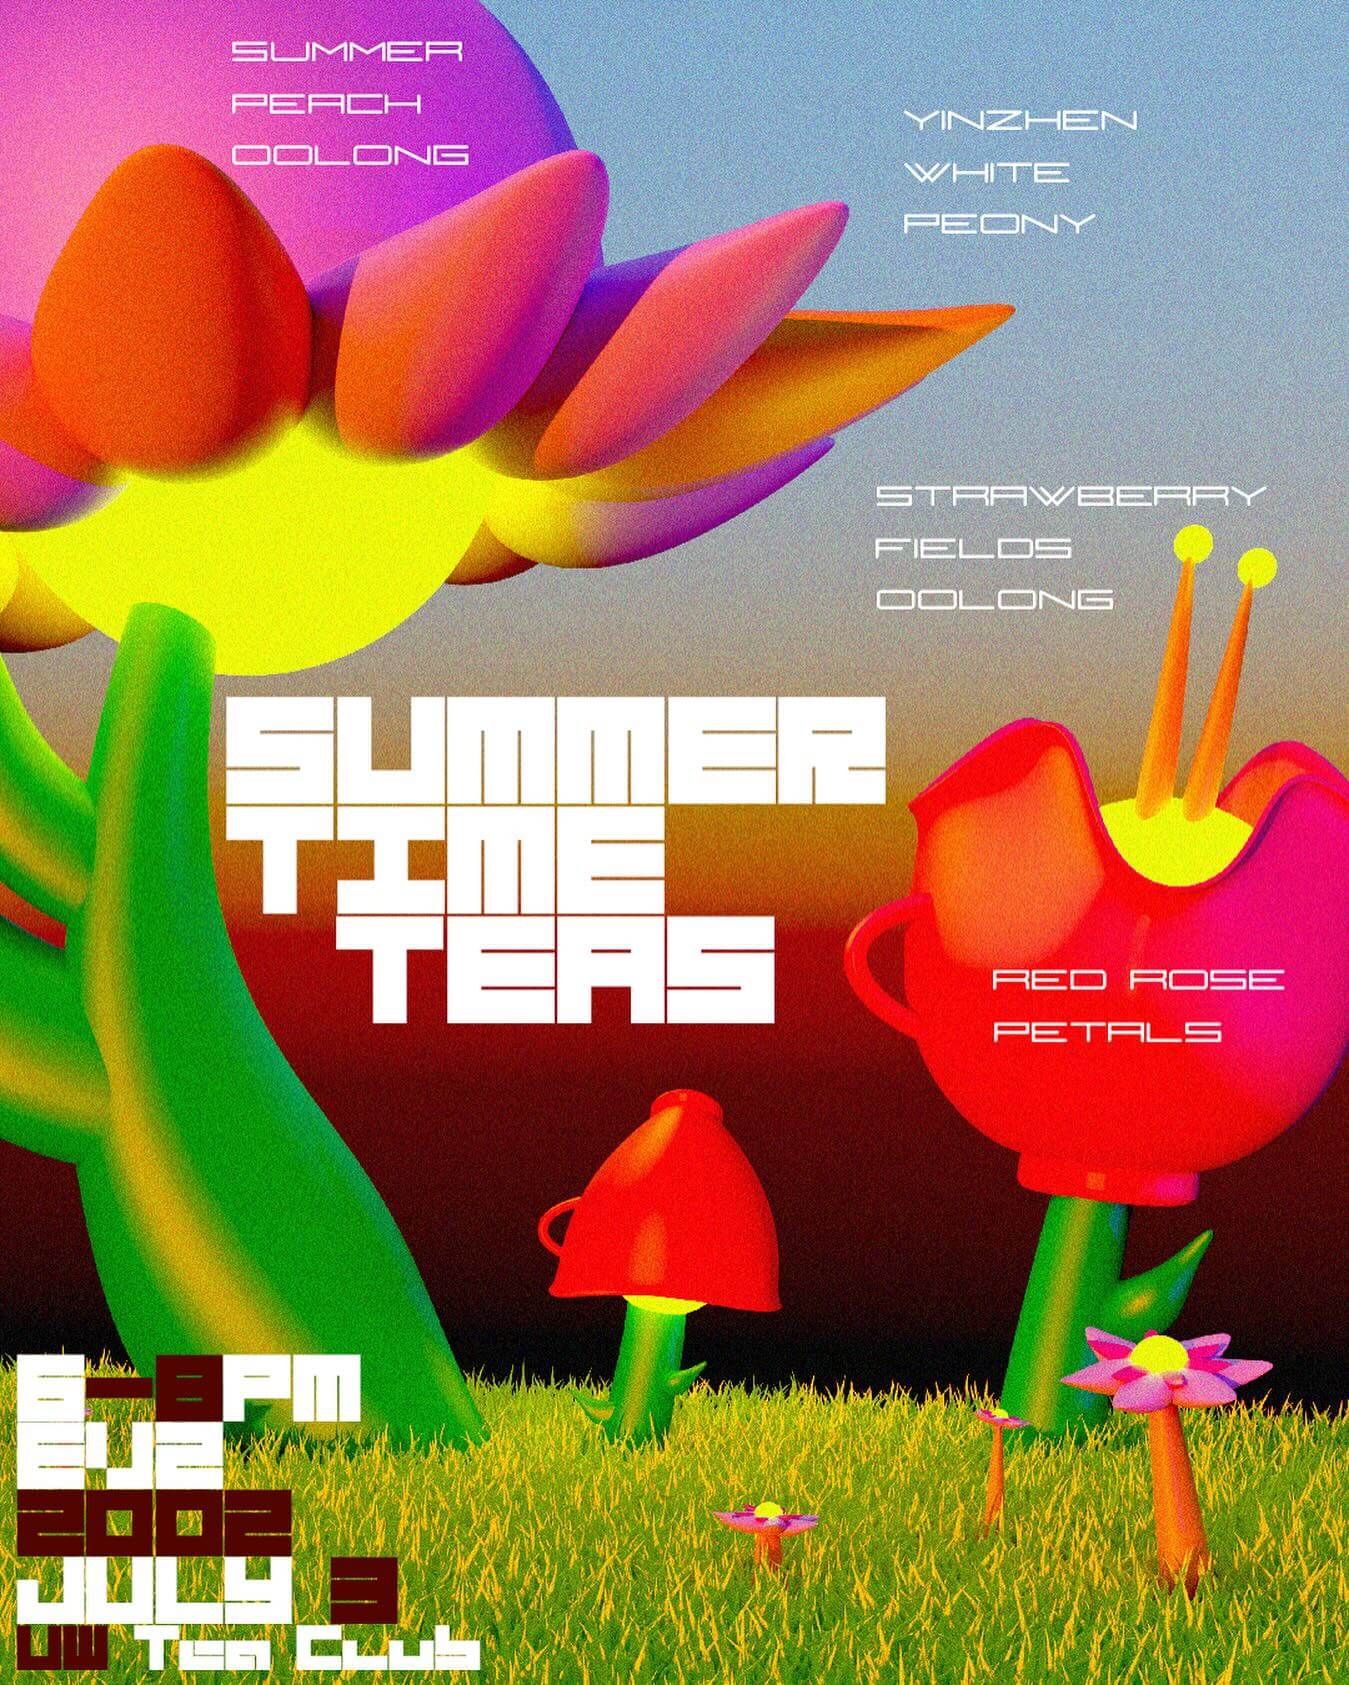 SUMMER
PEACH
OOLONG
YINZHEN
WHITE
PEONY
STRAWBERRY
FIELDS
OOLONG
SUMMER
TIME
TEAS
RED ROSE
PETALS
6-8PM
EV2
2002
JULY 3
UW Tea Club